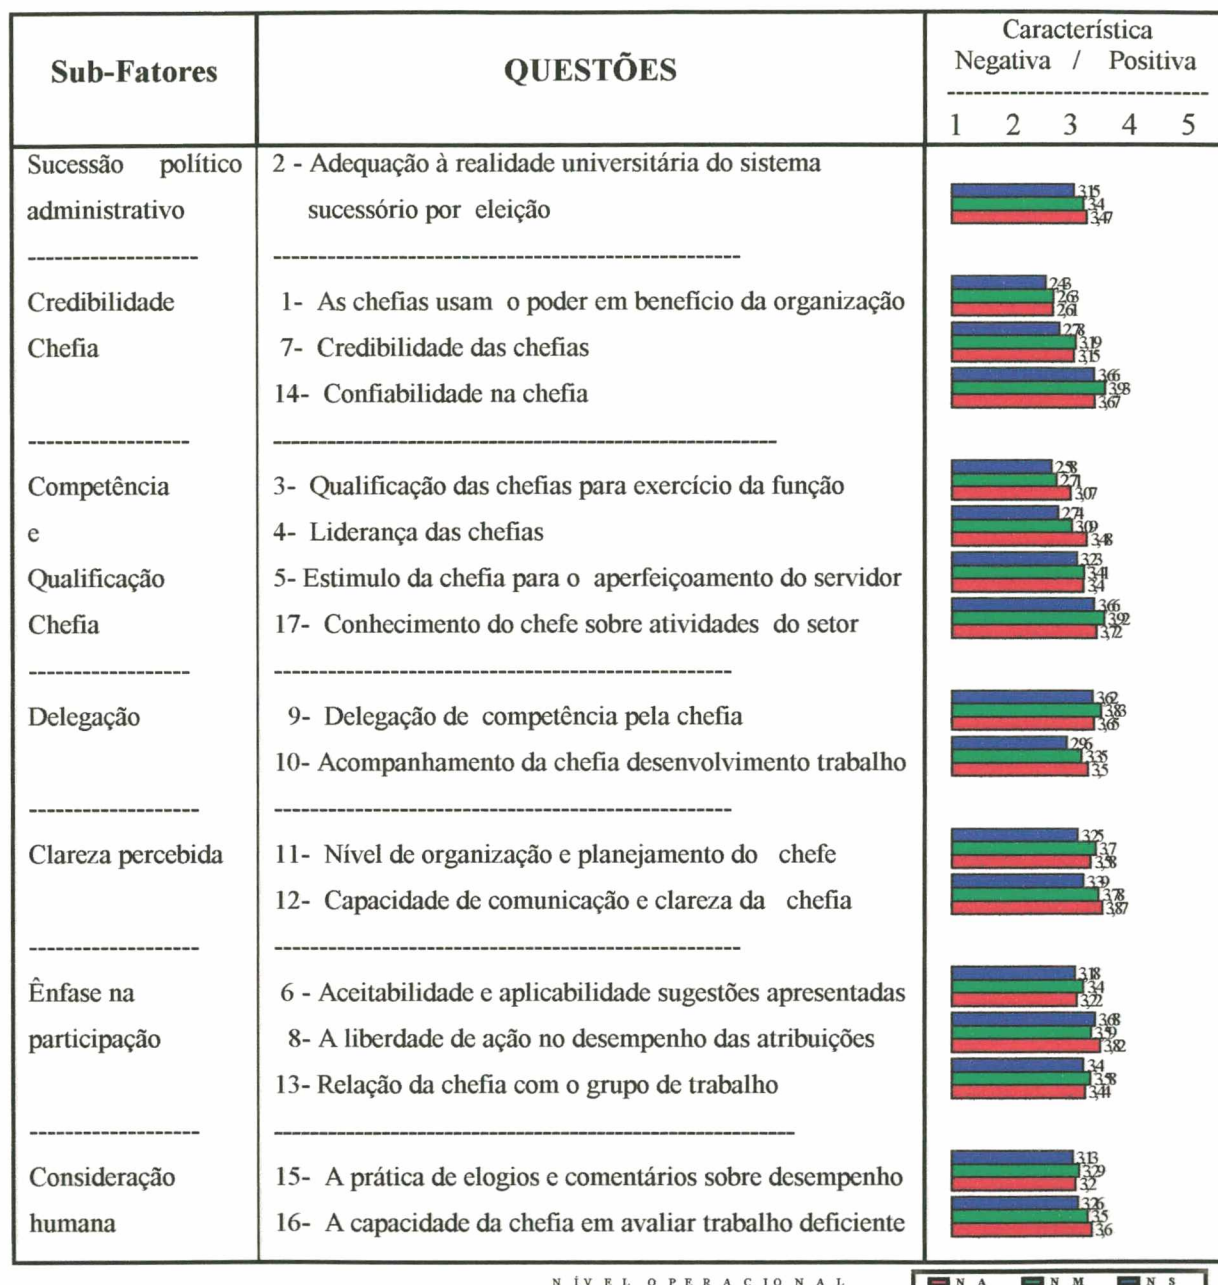 Sub-Fatores
QUESTÕES
Característica
Negativa / Positiva
1 2 3 4 5
Sucessão político
administrativo
2 - Adequação à realidade universitária do sistema
sucessório por eleição
3,15
3,4
3,47
Credibilidade
Chefia
1- As chefias usam o poder em benefício da organização
2,43
2,63
2,61
7- Credibilidade das chefias
2,78
3,19
3,15
14- Confiabilidade na chefia
3,66
3,93
3,67
Competência
e
Qualificação
Chefia
3- Qualificação das chefias para exercício da função
2,58
2,71
3,07
4- Liderança das chefias
2,74
3,09
3,48
5- Estimulo da chefia para o aperfeiçoamento do servidor
3,23
3,41
3,4
17- Conhecimento do chefe sobre atividades do setor
3,66
3,92
3,72
Delegação
9- Delegação de competência pela chefia
3,62
3,83
3,65
10- Acompanhamento da chefia desenvolvimento trabalho
2,96
3,35
3,5
Clareza percebida
11- Nível de organização e planejamento do chefe
3,25
3,7
3,58
12- Capacidade de comunicação e clareza da chefia
3,39
3,78
3,87
Ênfase na
participação
6 - Aceitabilidade e aplicabilidade sugestões apresentadas
3,18
3,4
3,22
8- A liberdade de ação no desempenho das atribuições
3,68
3,59
3,82
13- Relação da chefia com o grupo de trabalho
3,4
3,58
3,44
Consideração
humana
15- A prática de elogios e comentários sobre desempenho
3,13
3,29
3,2
16- A capacidade da chefia em avaliar trabalho deficiente
3,26
3,5
3,6
NÍVEL OPERACIONAL
NA NM NS